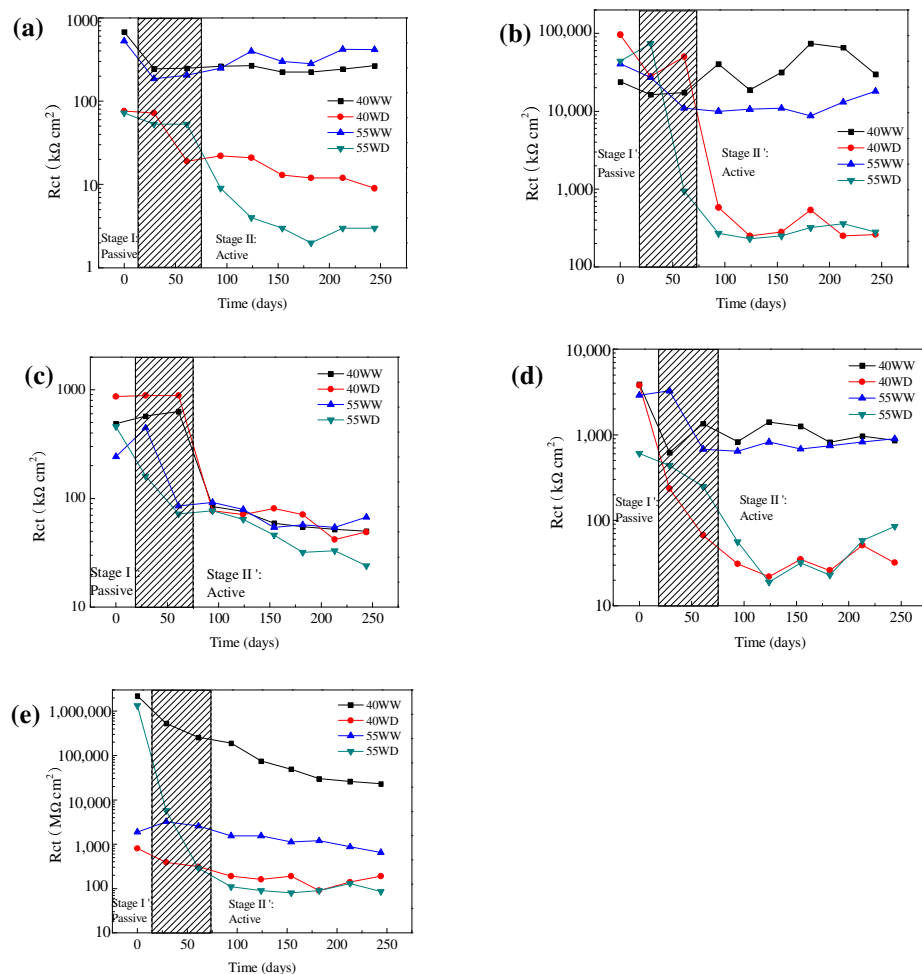 (a)
1000
100
10
1
Rct ( kΩ cm²)
40WW
40WD
55WW
55WD
Stage I:
Passive
Stage II:
Active
0 50 100 150 200 250
Time (days)
(b)
100,000
10,000
1,000
100
Rct ( kΩ cm²)
40WW
40WD
55WW
55WD
Stage I ':
Passive
Stage II ':
Active
0 50 100 150 200 250
Time (days)
(c)
1000
100
10
Rct ( kΩ cm²)
40WW
40WD
55WW
55WD
Stage I
Passive
Stage II ':
Active
0 50 100 150 200 250
Time (days)
(d)
10,000
1,000
100
10
Rct ( kΩ cm²)
40WW
40WD
55WW
55WD
Stage I ':
Passive
Stage II ':
Active
0 50 100 150 200 250
Time (days)
(e)
1,000,000
100,000
10,000
1,000
100
10
Rct ( MΩ cm²)
40WW
40WD
55WW
55WD
Stage I '
Passive
Stage II ':
Active
0 50 100 150 200 250
Time (days)